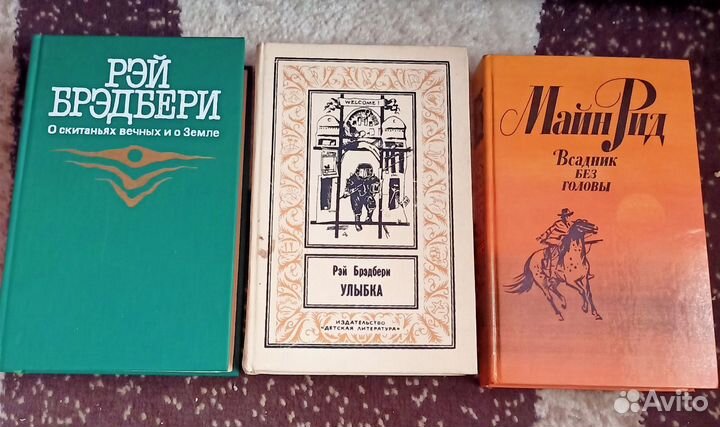 РЭЙ
БРЭДБЕРИ
О скитаньях вечных и о Земле
WELCOME!
Рэй Брэдбери
УЛЫБКА
ИЗДАТЕЛЬСТВО
«ДЕТСКАЯ ЛИТЕРАТУРА»
Майн Рид
Всадник
БЕЗ
ГОЛОВЫ
Avito